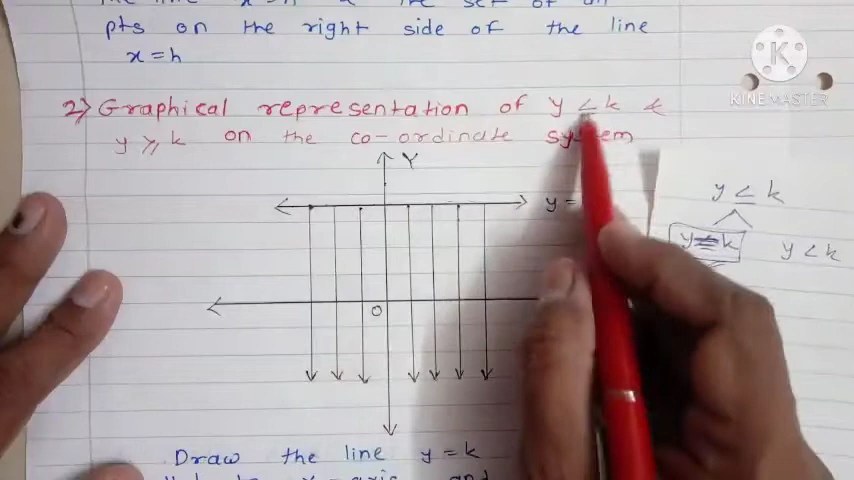 pts on the right side of the line
x = h
2) Graphical representation of y ≤ k &
y ≥ k on the co-ordinate system
Y
y =
y ≤ k
y = k y < k
O
Draw the line y = k
K
KINEMASTER